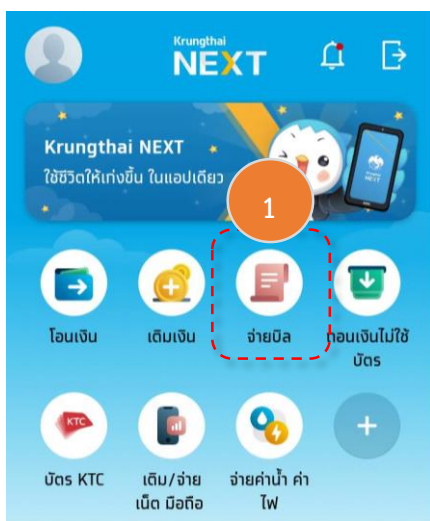 Krungthai
NEXT
Krungthai NEXT
ใช้ชีวิตให้เก่งขึ้น ในแอปเดียว
1
โอนเงิน
เติมเงิน
จ่ายบิล
ถอนเงินไม่ใช้
บัตร
KTC
บัตร KTC
เติม/จ่าย
เน็ต มือถือ
จ่ายค่าน้ำ ค่า
ไฟ